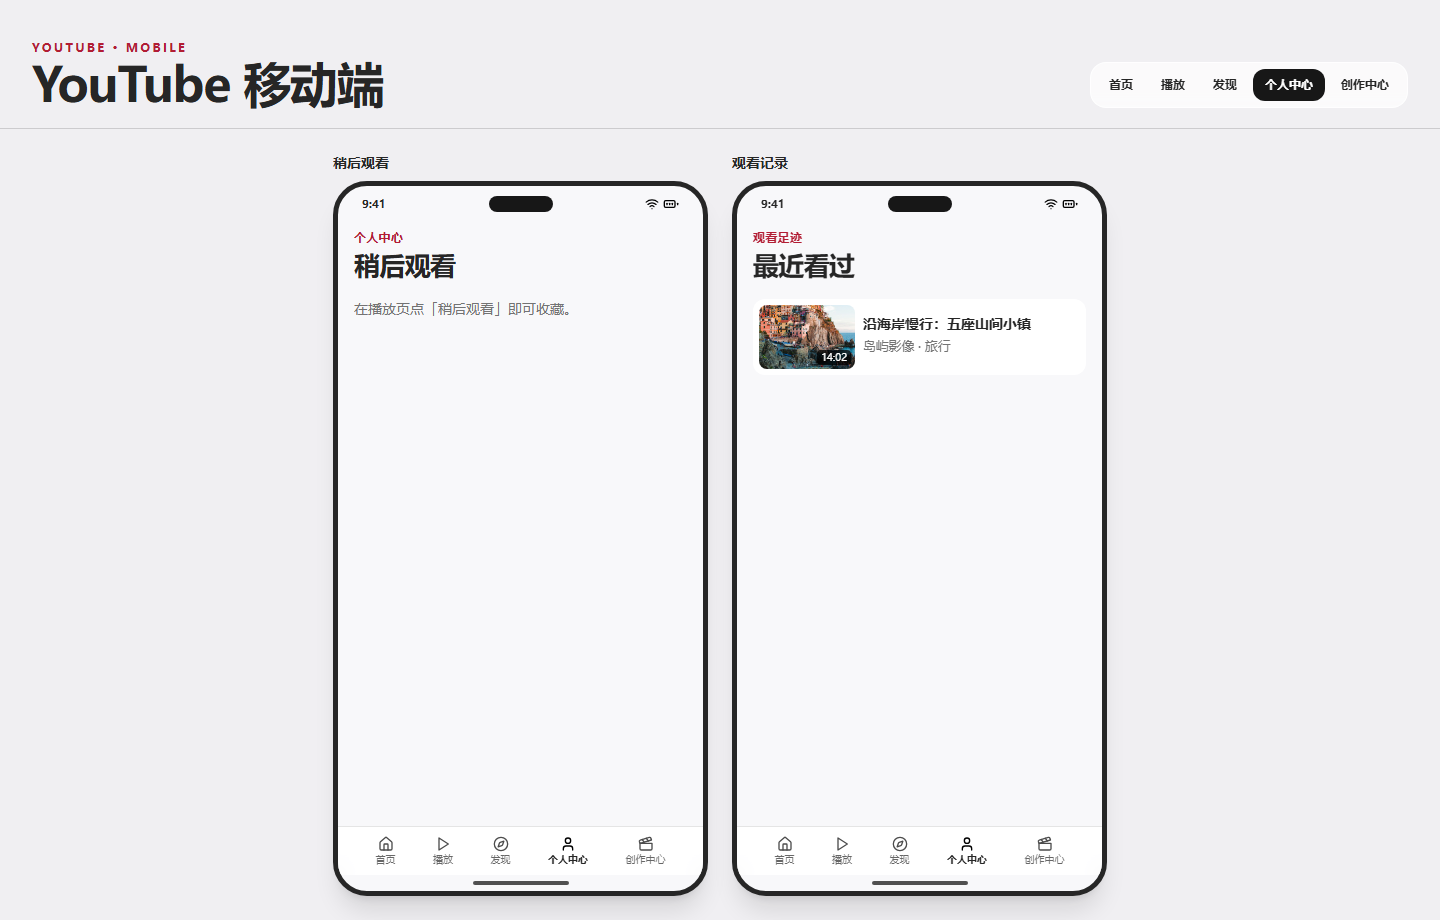 YOUTUBE • MOBILE
YouTube 移动端
首页 播放 发现 个人中心 创作中心
稍后观看
9:41
个人中心
稍后观看
在播放页点「稍后观看」即可收藏。
首页 播放 发现 个人中心 创作中心
观看记录
9:41
观看足迹
最近看过
14:02
沿海岸慢行：五座山间小镇
岛屿影像 · 旅行
首页 播放 发现 个人中心 创作中心